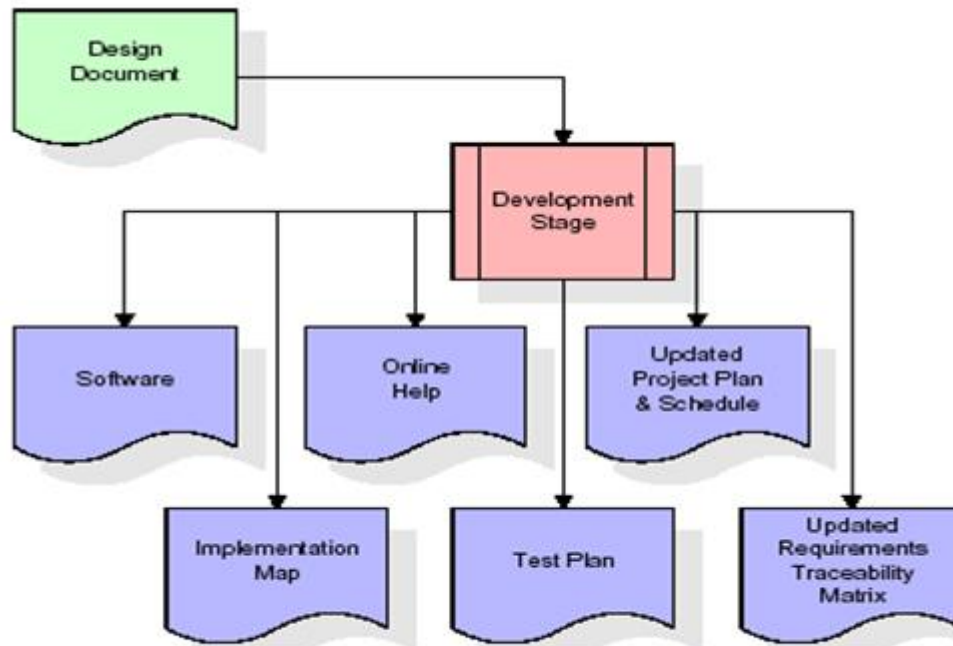 Design
Document
Development
Stage
Software
Online
Help
Updated
Project Plan
& Schedule
Implementation
Map
Test Plan
Updated
Requirements
Traceability
Matrix